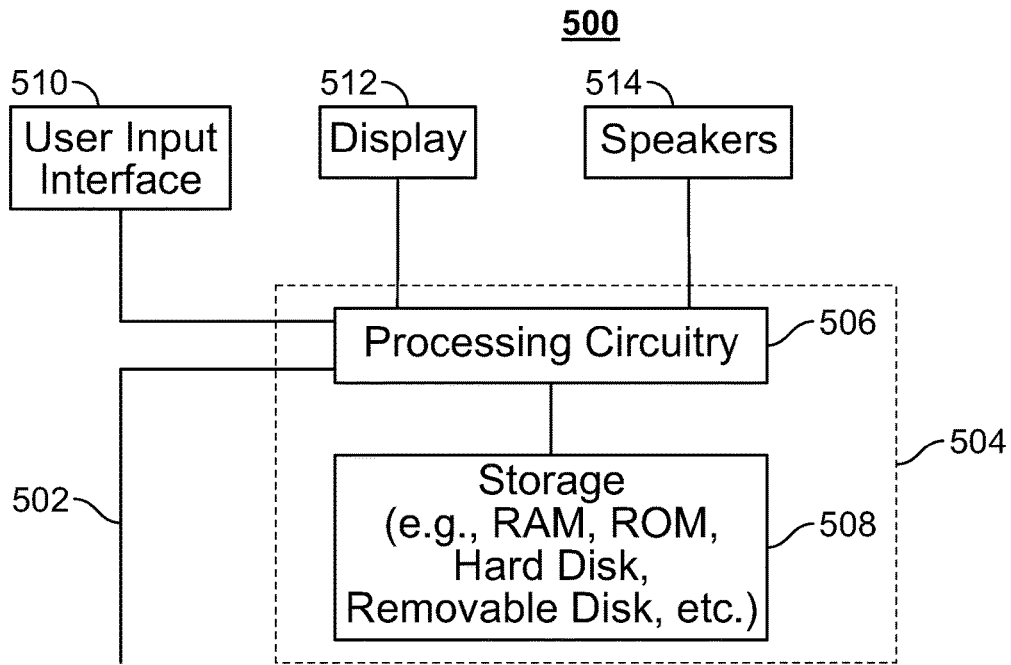 500
510
512
514
User Input
Interface
Display
Speakers
Processing Circuitry
506
504
502
Storage
(e.g., RAM, ROM,
Hard Disk,
Removable Disk, etc.)
508